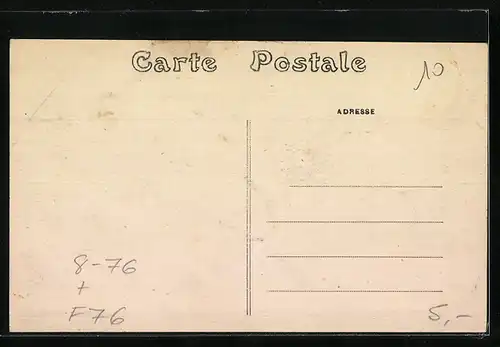 Carte Postale
10
ADRESSE
8-76
+
F76
5,-